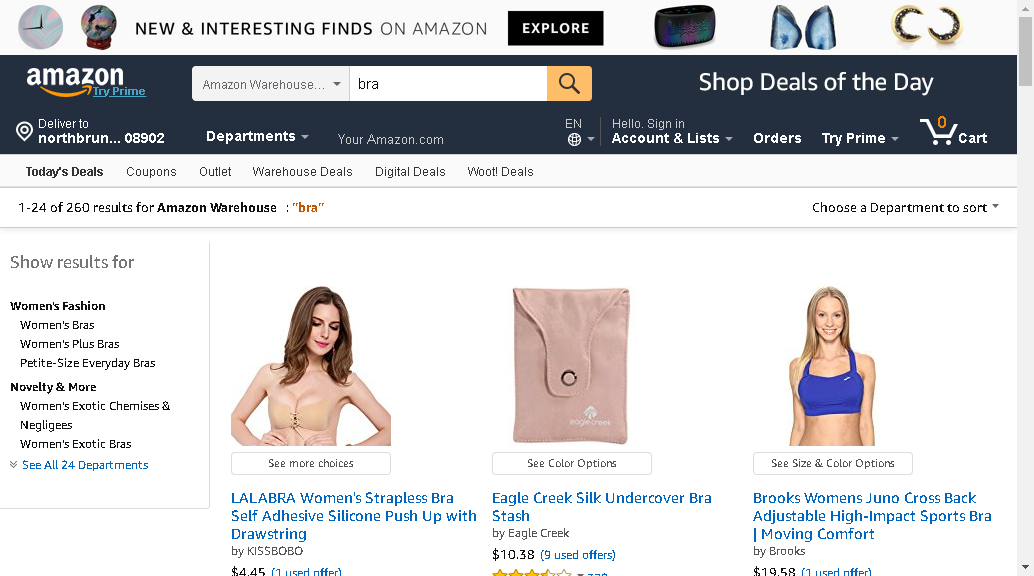 NEW & INTERESTING FINDS ON AMAZON
EXPLORE
amazon
Try Prime
Amazon Warehouse...
bra
Shop Deals of the Day
Deliver to
northbrun... 08902
Departments
Your Amazon.com
EN
Hello. Sign in
Account & Lists
Orders
Try Prime
0
Cart
Today's Deals
Coupons
Outlet
Warehouse Deals
Digital Deals
Woot! Deals
1-24 of 260 results for Amazon Warehouse : "bra"
Choose a Department to sort
Show results for
Women's Fashion
Women's Bras
Women's Plus Bras
Petite-Size Everyday Bras
Novelty & More
Women's Exotic Chemises &
Negligees
Women's Exotic Bras
See All 24 Departments
See more choices
LALABRA Women's Strapless Bra
Self Adhesive Silicone Push Up with
Drawstring
by KISSBOBO
$4.45 (1 used offer)
eagle creek
See Color Options
Eagle Creek Silk Undercover Bra
Stash
by Eagle Creek
$10.38 (9 used offers)
See Size & Color Options
Brooks Womens Juno Cross Back
Adjustable High-Impact Sports Bra
| Moving Comfort
by Brooks
$19.58 (1 used offer)